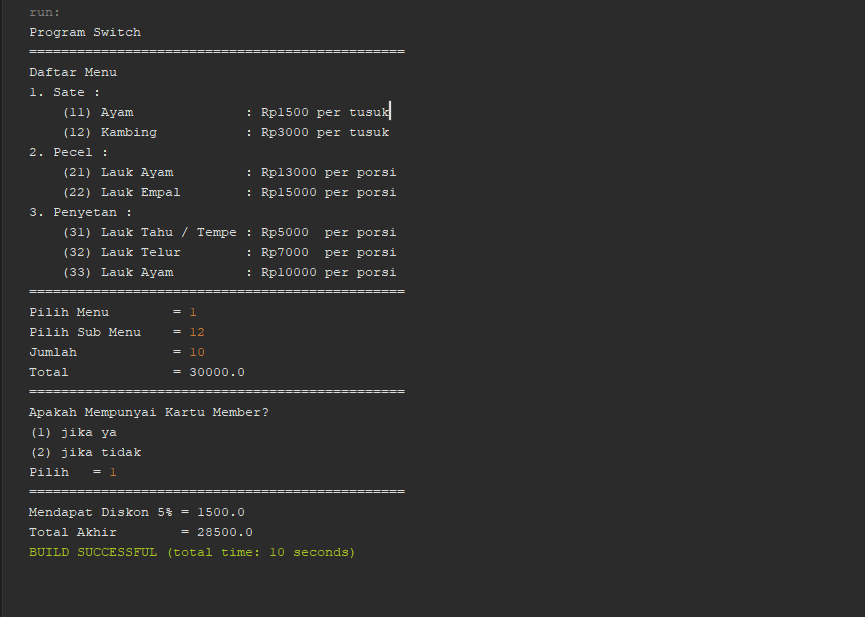 run:
Program Switch
===============================================
Daftar Menu
1. Sate :
    (11) Ayam              : Rp1500 per tusuk
    (12) Kambing           : Rp3000 per tusuk
2. Pecel :
    (21) Lauk Ayam         : Rp13000 per porsi
    (22) Lauk Empal        : Rp15000 per porsi
3. Penyetan :
    (31) Lauk Tahu / Tempe : Rp5000  per porsi
    (32) Lauk Telur        : Rp7000  per porsi
    (33) Lauk Ayam         : Rp10000 per porsi
===============================================
Pilih Menu        = 1
Pilih Sub Menu    = 12
Jumlah            = 10
Total             = 30000.0
===============================================
Apakah Mempunyai Kartu Member?
(1) jika ya
(2) jika tidak
Pilih   = 1
===============================================
Mendapat Diskon 5% = 1500.0
Total Akhir        = 28500.0
BUILD SUCCESSFUL (total time: 10 seconds)